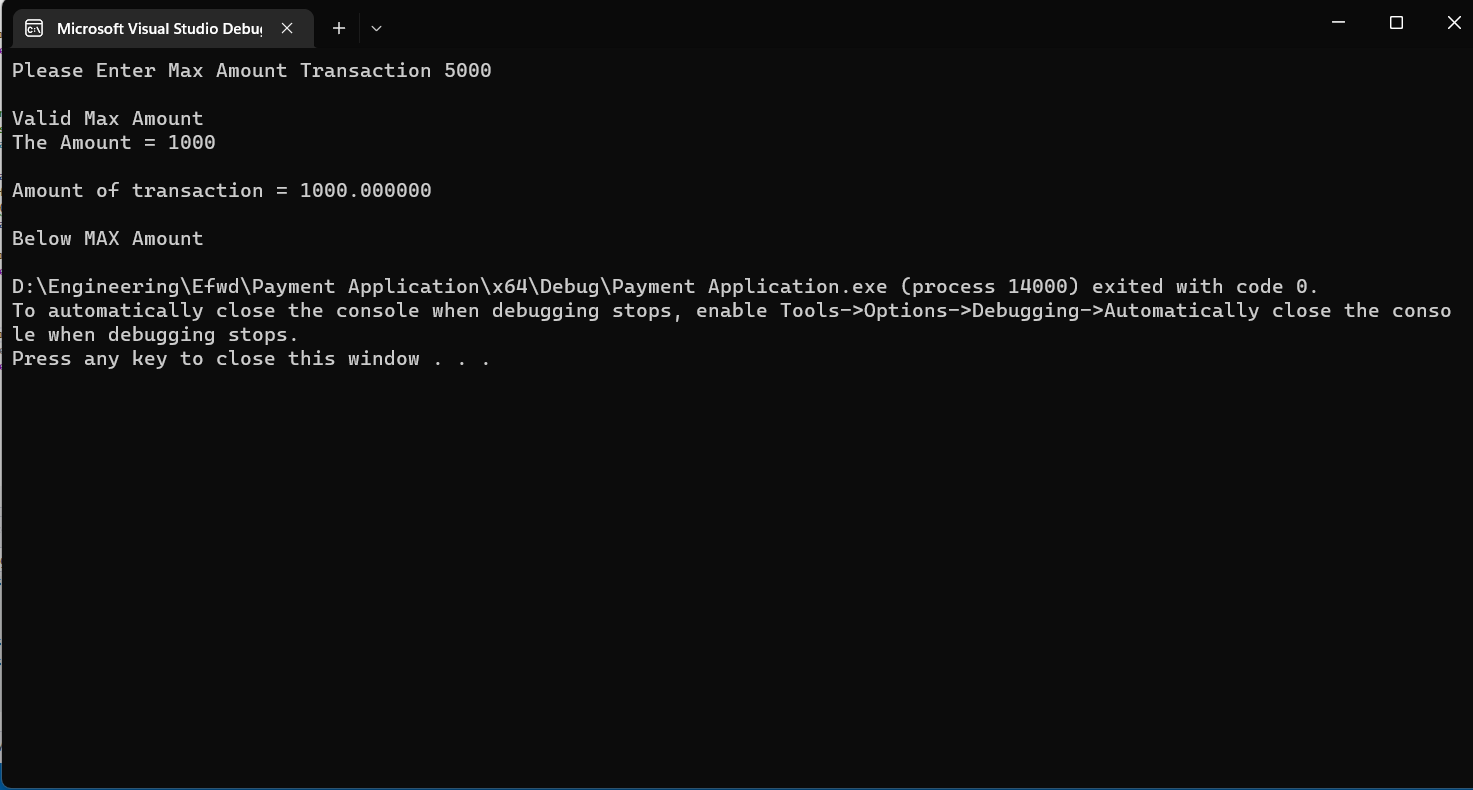 Microsoft Visual Studio Debug
Please Enter Max Amount Transaction 5000
Valid Max Amount
The Amount = 1000
Amount of transaction = 1000.000000
Below MAX Amount
D:\Engineering\Efwd\Payment Application\x64\Debug\Payment Application.exe (process 14000) exited with code 0.
To automatically close the console when debugging stops, enable Tools->Options->Debugging->Automatically close the conso
le when debugging stops.
Press any key to close this window . . .